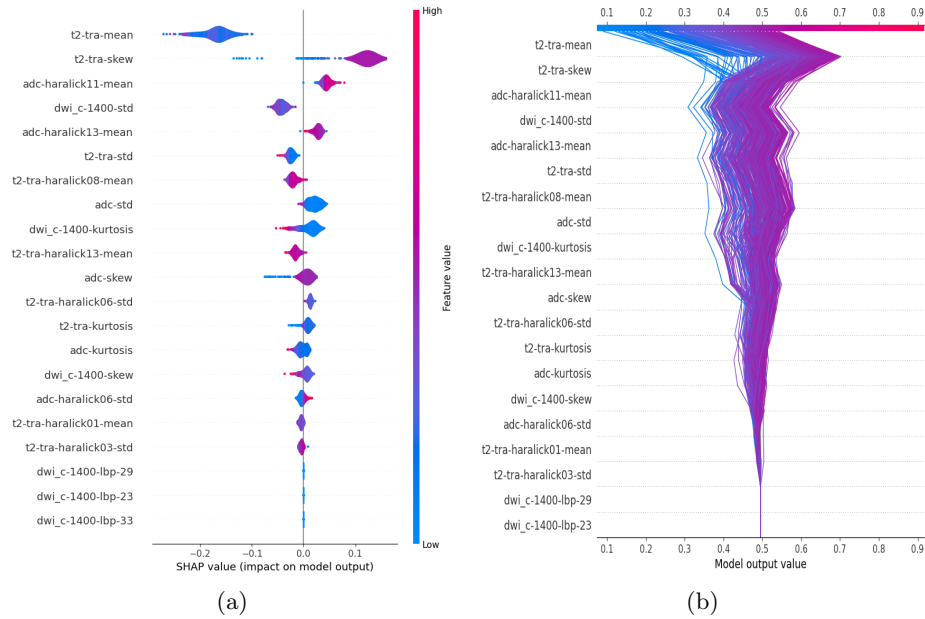 High
t2-tra-mean
t2-tra-skew
adc-haralick11-mean
dwi_c-1400-std
adc-haralick13-mean
t2-tra-std
t2-tra-haralick08-mean
adc-std
dwi_c-1400-kurtosis
t2-tra-haralick13-mean
adc-skew
t2-tra-haralick06-std
t2-tra-kurtosis
adc-kurtosis
dwi_c-1400-skew
adc-haralick06-std
t2-tra-haralick01-mean
t2-tra-haralick03-std
dwi_c-1400-lbp-29
dwi_c-1400-lbp-23
dwi_c-1400-lbp-33
Low
Feature value
−0.2 −0.1 0.0 0.1
SHAP value (impact on model output)
(a)
0.1 0.2 0.3 0.4 0.5 0.6 0.7 0.8 0.9
t2-tra-mean
t2-tra-skew
adc-haralick11-mean
dwi_c-1400-std
adc-haralick13-mean
t2-tra-std
t2-tra-haralick08-mean
adc-std
dwi_c-1400-kurtosis
t2-tra-haralick13-mean
adc-skew
t2-tra-haralick06-std
t2-tra-kurtosis
adc-kurtosis
dwi_c-1400-skew
adc-haralick06-std
t2-tra-haralick01-mean
t2-tra-haralick03-std
dwi_c-1400-lbp-29
dwi_c-1400-lbp-23
0.1 0.2 0.3 0.4 0.5 0.6 0.7 0.8 0.9
Model output value
(b)